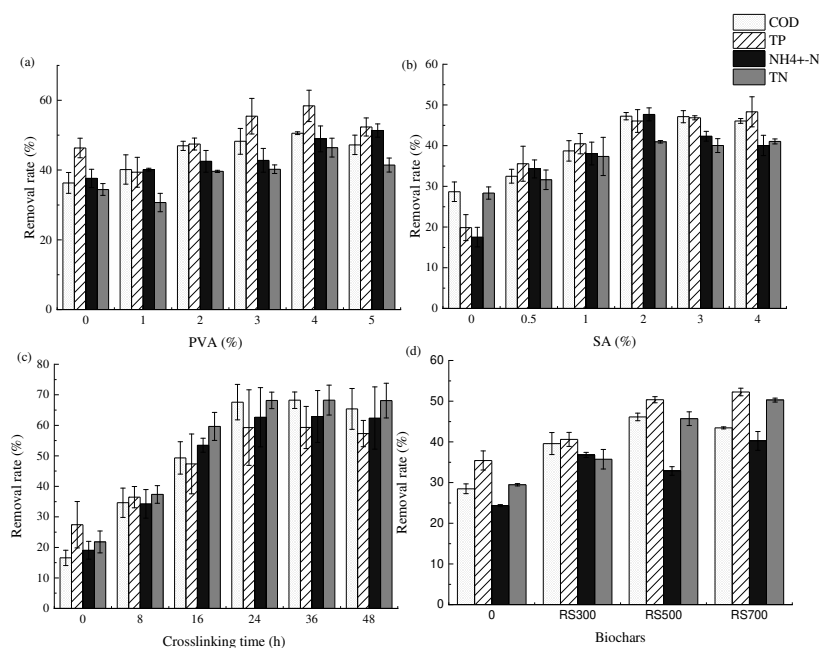 COD
TP
NH4+-N
TN
(a)
Removal rate (%)
60
40
20
0
0 1 2 3 4 5
PVA (%)
(b)
Removal rate (%)
60
50
40
30
20
10
0
0 0.5 1 2 3 4
SA (%)
(c)
Removal rate (%)
80
70
60
50
40
30
20
10
0
0 8 16 24 36 48
Crosslinking time (h)
(d)
Removal rate (%)
60
50
40
30
20
10
0
0 RS300 RS500 RS700
Biochars